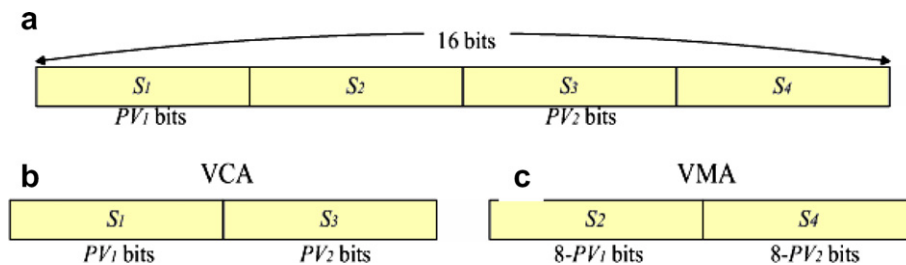 a
16 bits
S1 S2 S3 S4
PV1 bits PV2 bits
b VCA c VMA
S1 S3 S2 S4
PV1 bits PV2 bits 8-PV1 bits 8-PV2 bits